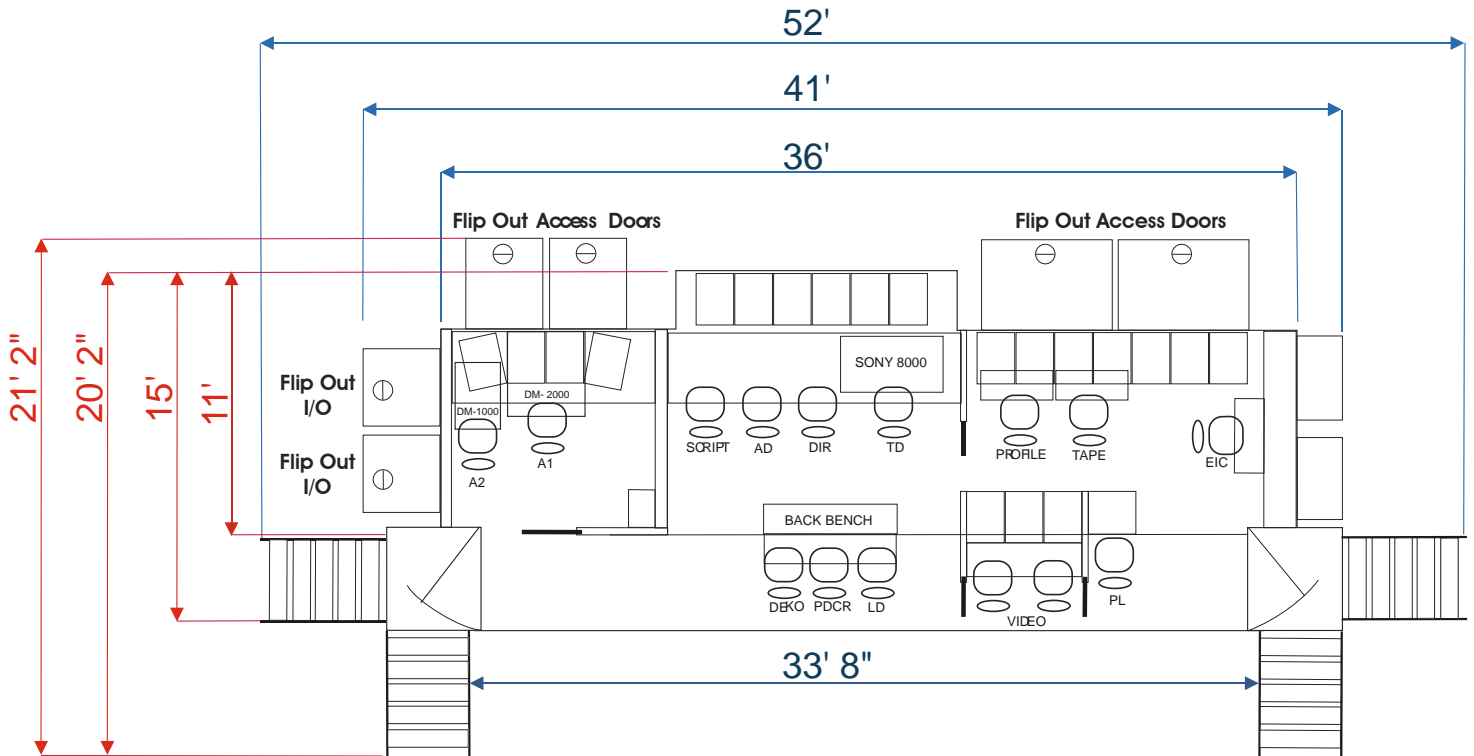 52'
41'
36'
Flip Out Access Doors
Flip Out Access Doors
21' 2"
20' 2"
15'
11'
Flip Out
I/O
Flip Out
I/O
SONY 8000
DM-1000
DM- 2000
A2
A1
SCRIPT
AD
DIR
TD
PROFILE
TAPE
EIC
BACK BENCH
DEKO
PDCR
LD
VIDEO
PL
33' 8"